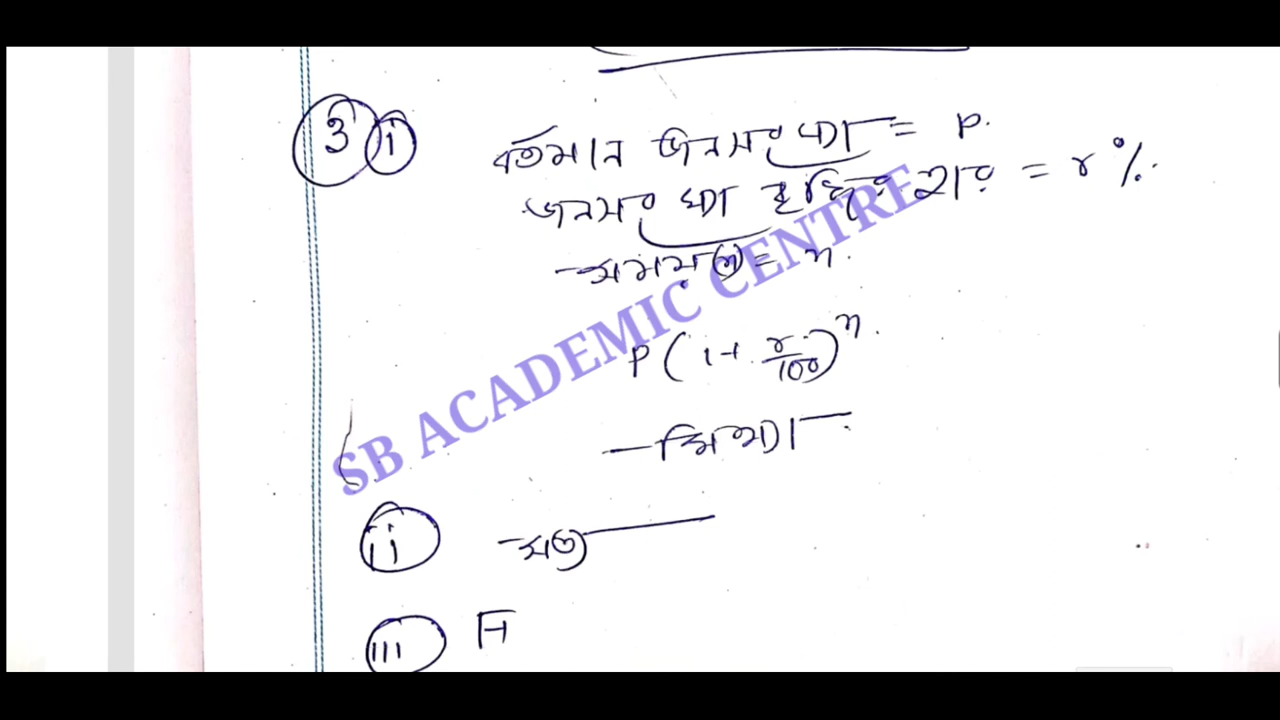 3 i বর্তমান জনসংখ্যা = P.
জনসংখ্যা বৃদ্ধির হার = r %.
সময় (n) = n.
P(1+ r/100)^n.
মিথ্যা
ii সত্য
iii
SB ACADEMIC CENTRE